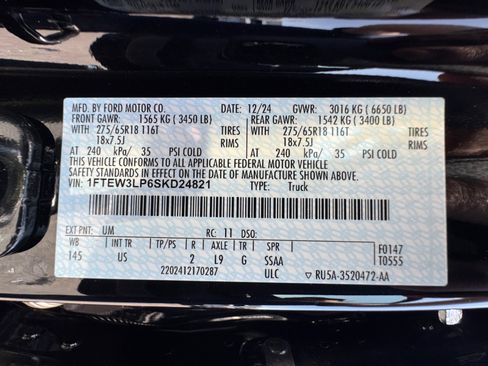 MFD. BY FORD MOTOR CO. 12/24 GVWR: 3016 KG ( 6650 LB)
FRONT GAWR: 1565 KG ( 3450 LB) REAR GAWR: 1542 KG ( 3400 LB)
WITH 275/65R18 116T TIRES WITH 275/65R18 116T TIRES
18x7.5J RIMS 18x7.5J RIMS
AT 240 kPa/ 35 PSI COLD AT 240 kPa/ 35 PSI COLD
THIS VEHICLE CONFORMS TO ALL APPLICABLE FEDERAL MOTOR VEHICLE
SAFETY STANDARDS IN EFFECT ON THE DATE OF MANUFACTURE SHOWN ABOVE.
VIN: 1FTEW3LP6SKD24821 TYPE: Truck
EXT PNT: UM RC: 11 DSO:
WB INT TR TP/PS R AXLE TR SPR F0147
145 US 2 L9 G SSAA T0555
2202412170287 ULC ▽ RU5A-3520472-AA